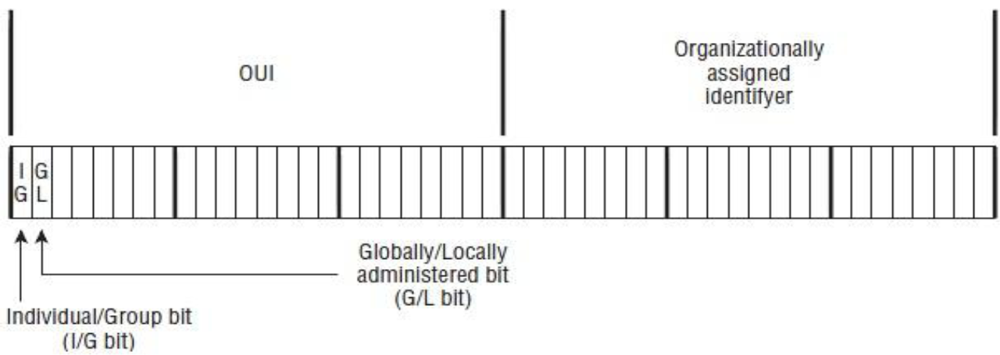 OUI
Organizationally
assigned
identifyer
I G
G L
Globally/Locally
administered bit
(G/L bit)
Individual/Group bit
(I/G bit)